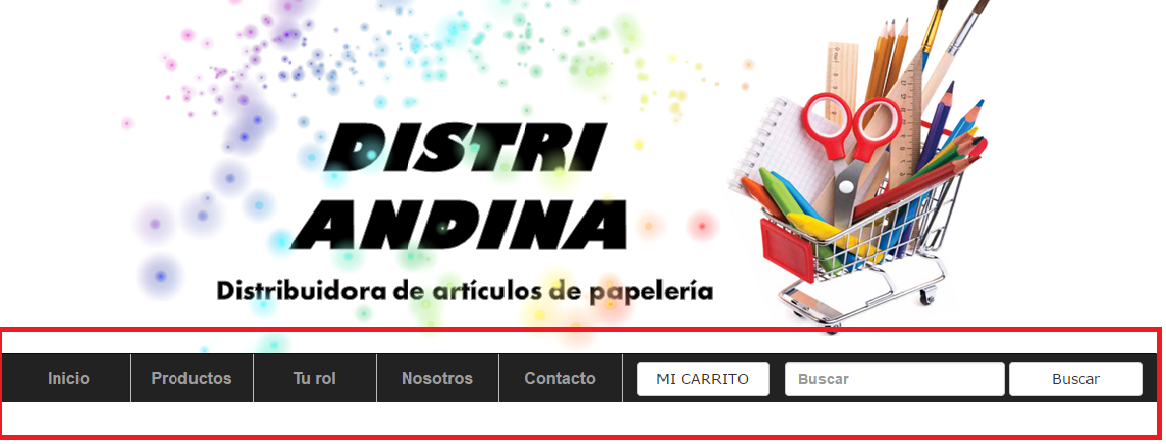 DISTRI
ANDINA
Distribuidora de artículos de papelería
Inicio Productos Tu rol Nosotros Contacto MI CARRITO Buscar Buscar